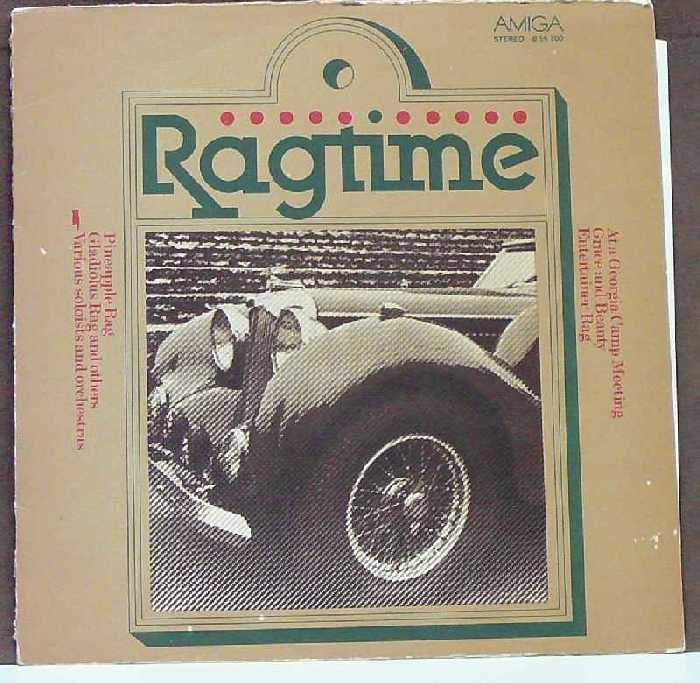 AMIGA
STEREO
Ragtime
Pineapple Rag
Gladiolus Rag and others
Various soloists and orchestras
At a Georgia Camp Meeting
Grace and Beauty
Entertainer Rag